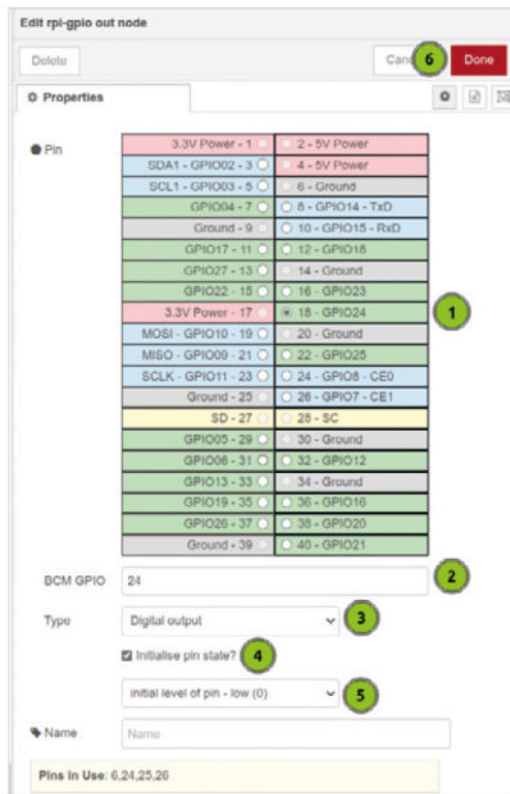 Edit rpi-gpio out node
Delete Canc 6 Done
Properties
Pin
3.3V Power - 1 2 - 5V Power
SDA1 - GPIO02 - 3 4 - 5V Power
SCL1 - GPIO03 - 5 6 - Ground
GPIO04 - 7 8 - GPIO14 - TxD
Ground - 9 10 - GPIO15 - RxD
GPIO17 - 11 12 - GPIO18
GPIO27 - 13 14 - Ground
GPIO22 - 15 16 - GPIO23
3.3V Power - 17 18 - GPIO24 1
MOSI - GPIO10 - 19 20 - Ground
MISO - GPIO09 - 21 22 - GPIO25
SCLK - GPIO11 - 23 24 - GPIO8 - CE0
Ground - 25 26 - GPIO7 - CE1
SD - 27 28 - SC
GPIO05 - 29 30 - Ground
GPIO06 - 31 32 - GPIO12
GPIO13 - 33 34 - Ground
GPIO19 - 35 36 - GPIO16
GPIO26 - 37 38 - GPIO20
Ground - 39 40 - GPIO21
BCM GPIO 24 2
Type Digital output 3
Initialise pin state? 4
initial level of pin - low (0) 5
Name Name
Pins in Use: 6,24,25,26